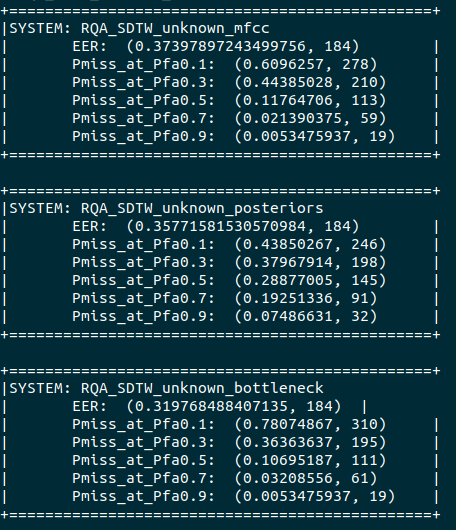 +===============================================+
|SYSTEM: RQA_SDTW_unknown_mfcc
|       EER:  (0.37397897243499756, 184)        |
|       Pmiss_at_Pfa0.1:  (0.6096257, 278)      |
|       Pmiss_at_Pfa0.3:  (0.44385028, 210)     |
|       Pmiss_at_Pfa0.5:  (0.11764706, 113)     |
|       Pmiss_at_Pfa0.7:  (0.021390375, 59)     |
|       Pmiss_at_Pfa0.9:  (0.0053475937, 19)    |
+===============================================+
+===============================================+
|SYSTEM: RQA_SDTW_unknown_posteriors
|       EER:  (0.35771581530570984, 184)        |
|       Pmiss_at_Pfa0.1:  (0.43850267, 246)     |
|       Pmiss_at_Pfa0.3:  (0.37967914, 198)     |
|       Pmiss_at_Pfa0.5:  (0.28877005, 145)     |
|       Pmiss_at_Pfa0.7:  (0.19251336, 91)      |
|       Pmiss_at_Pfa0.9:  (0.07486631, 32)      |
+===============================================+
+===============================================+
|SYSTEM: RQA_SDTW_unknown_bottleneck
|       EER:  (0.319768488407135, 184)  |
|       Pmiss_at_Pfa0.1:  (0.78074867, 310)     |
|       Pmiss_at_Pfa0.3:  (0.36363637, 195)     |
|       Pmiss_at_Pfa0.5:  (0.10695187, 111)     |
|       Pmiss_at_Pfa0.7:  (0.03208556, 61)      |
|       Pmiss_at_Pfa0.9:  (0.0053475937, 19)    |
+===============================================+